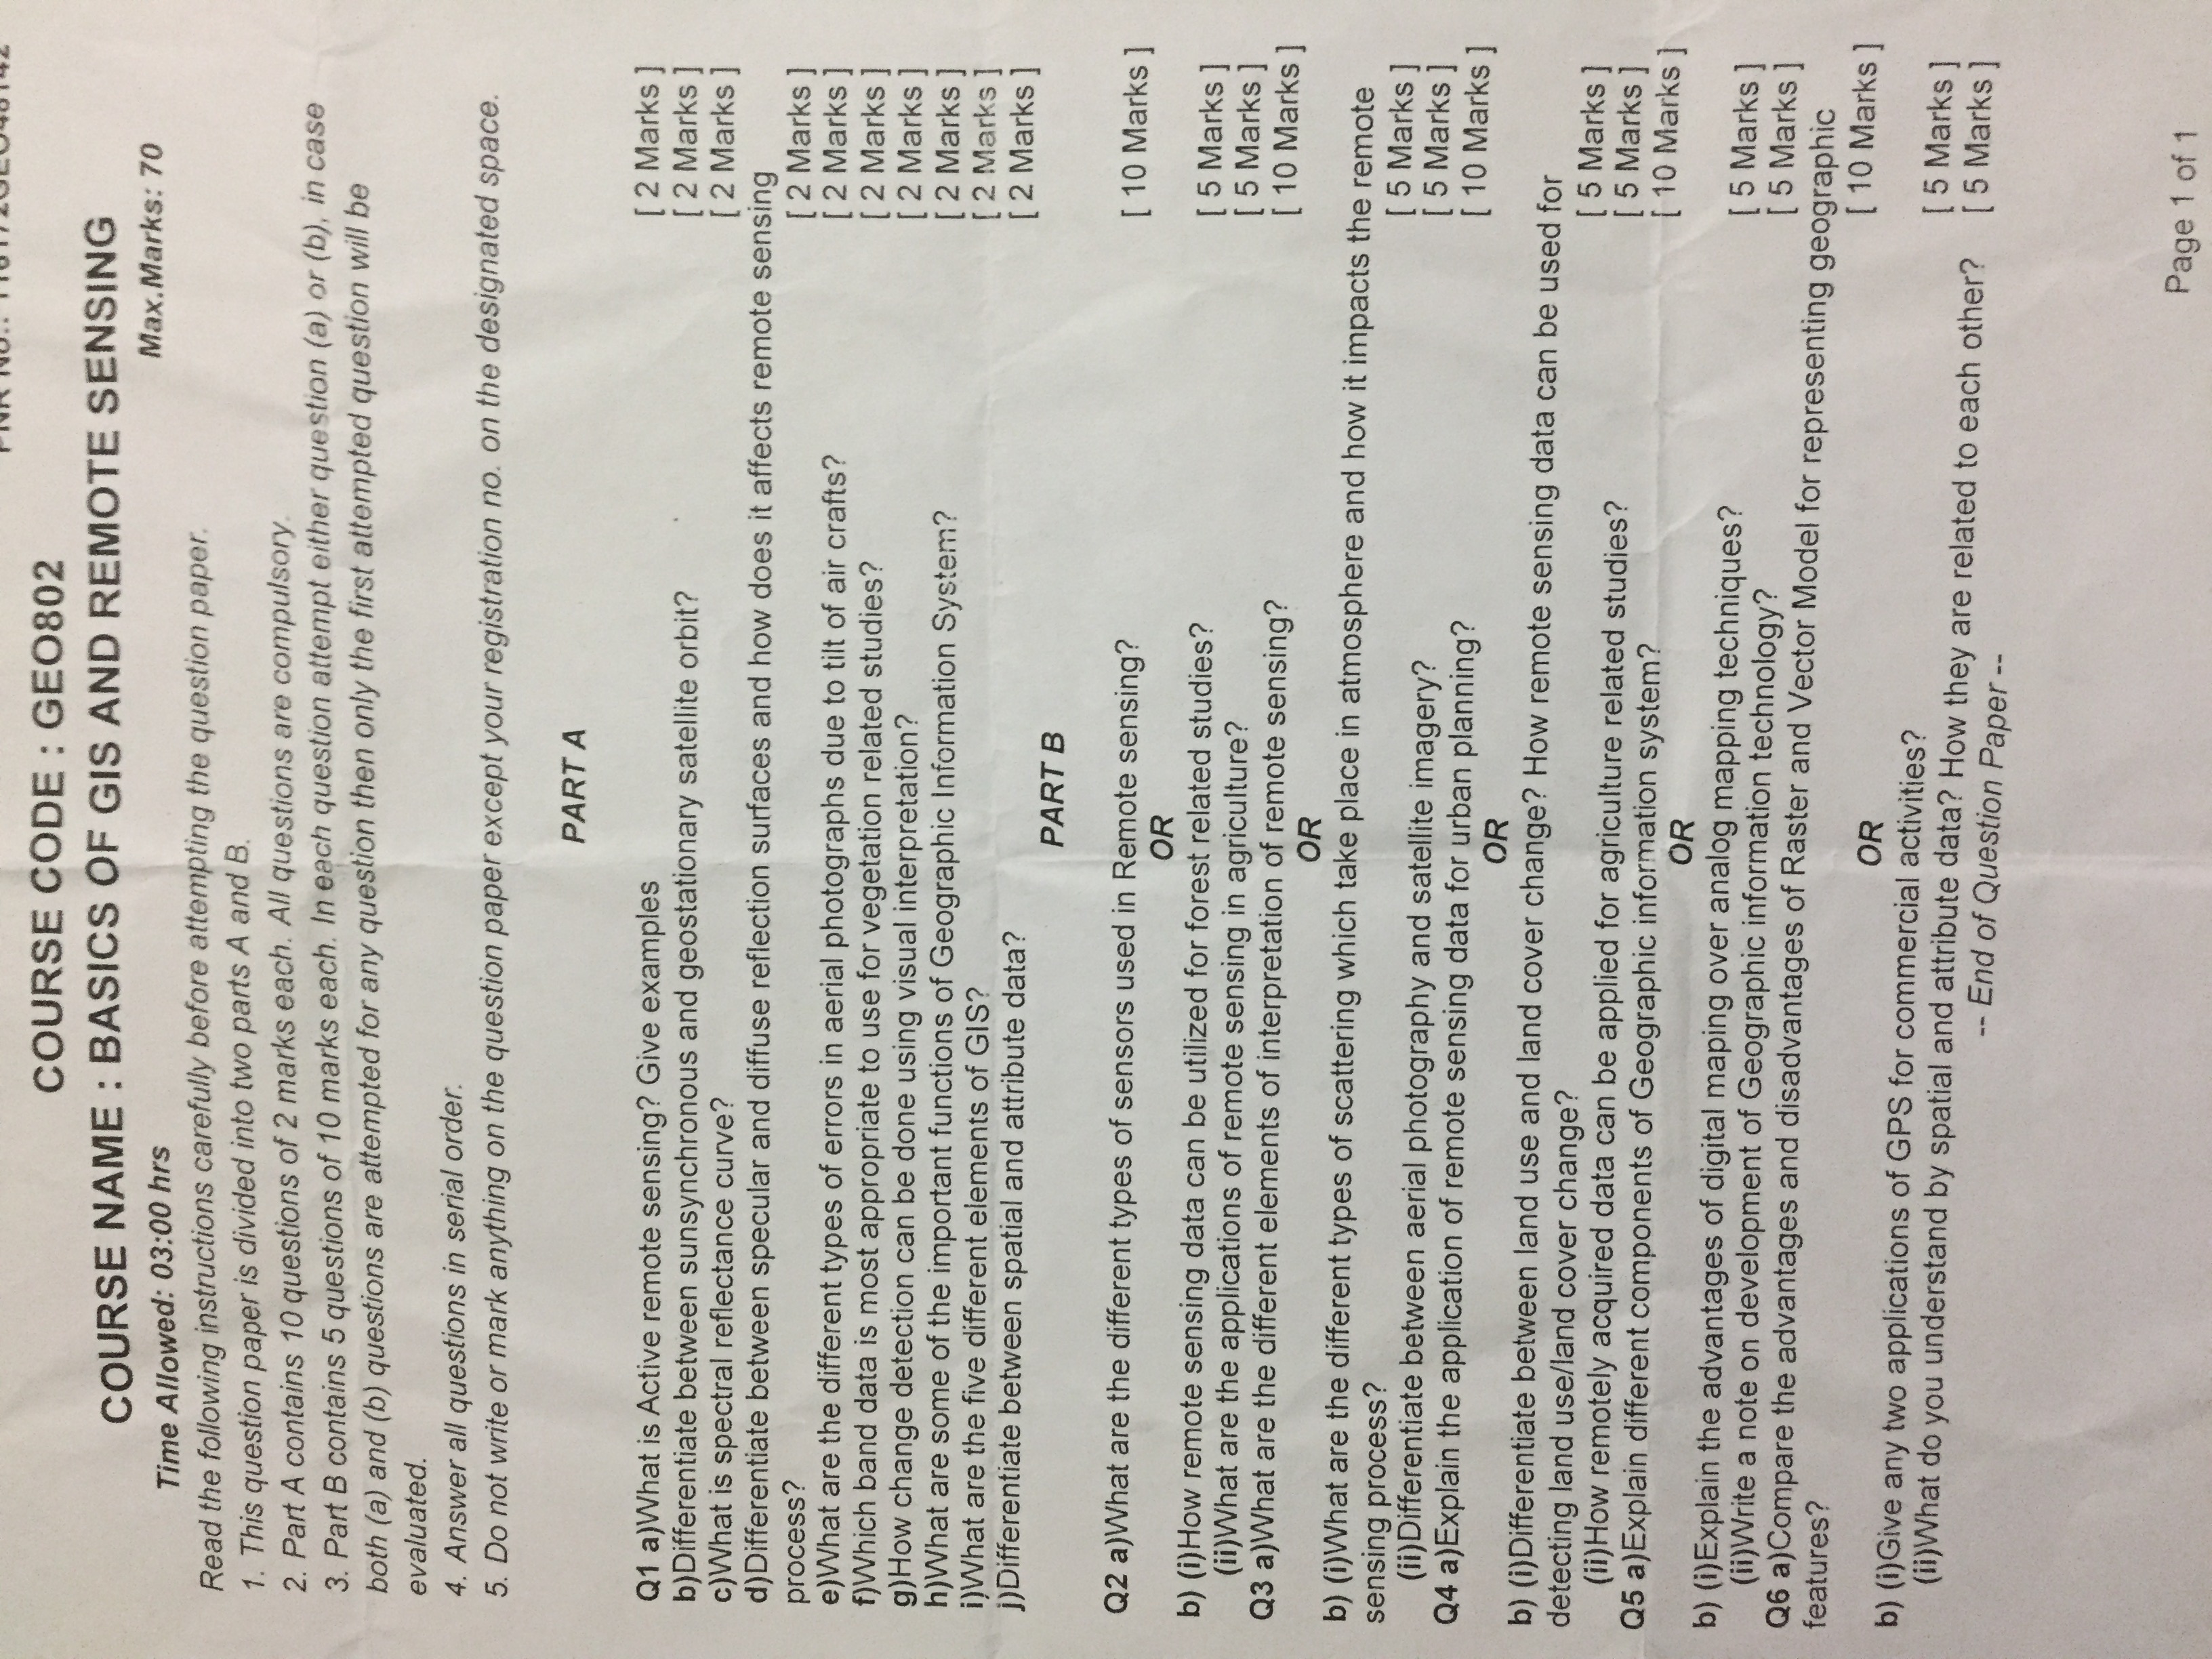 COURSE CODE : GEO802
COURSE NAME : BASICS OF GIS AND REMOTE SENSING
Time Allowed: 03:00 hrs Max.Marks: 70
Read the following instructions carefully before attempting the question paper.
1. This question paper is divided into two parts A and B.
2. Part A contains 10 questions of 2 marks each. All questions are compulsory.
3. Part B contains 5 questions of 10 marks each. In each question attempt either question (a) or (b), in case
both (a) and (b) questions are attempted for any question then only the first attempted question will be
evaluated.
4. Answer all questions in serial order.
5. Do not write or mark anything on the question paper except your registration no. on the designated space.
PART A
Q1 a)What is Active remote sensing? Give examples [ 2 Marks ]
b)Differentiate between sunsynchronous and geostationary satellite orbit? [ 2 Marks ]
c)What is spectral reflectance curve? [ 2 Marks ]
d)Differentiate between specular and diffuse reflection surfaces and how does it affects remote sensing
process? [ 2 Marks ]
e)What are the different types of errors in aerial photographs due to tilt of air crafts? [ 2 Marks ]
f)Which band data is most appropriate to use for vegetation related studies? [ 2 Marks ]
g)How change detection can be done using visual interpretation? [ 2 Marks ]
h)What are some of the important functions of Geographic Information System? [ 2 Marks ]
i)What are the five different elements of GIS? [ 2 Marks ]
j)Differentiate between spatial and attribute data? [ 2 Marks ]
PART B
Q2 a)What are the different types of sensors used in Remote sensing? [ 10 Marks ]
OR
b) (i)How remote sensing data can be utilized for forest related studies? [ 5 Marks ]
(ii)What are the applications of remote sensing in agriculture? [ 5 Marks ]
Q3 a)What are the different elements of interpretation of remote sensing? [ 10 Marks ]
OR
b) (i)What are the different types of scattering which take place in atmosphere and how it impacts the remote
sensing process? [ 5 Marks ]
(ii)Differentiate between aerial photography and satellite imagery? [ 5 Marks ]
Q4 a)Explain the application of remote sensing data for urban planning? [ 10 Marks ]
OR
b) (i)Differentiate between land use and land cover change? How remote sensing data can be used for
detecting land use/land cover change? [ 5 Marks ]
(ii)How remotely acquired data can be applied for agriculture related studies? [ 5 Marks ]
Q5 a)Explain different components of Geographic information system? [ 10 Marks ]
OR
b) (i)Explain the advantages of digital maping over analog mapping techniques? [ 5 Marks ]
(ii)Write a note on development of Geographic information technology? [ 5 Marks ]
Q6 a)Compare the advantages and disadvantages of Raster and Vector Model for representing geographic
features? [ 10 Marks ]
OR
b) (i)Give any two applications of GPS for commercial activities? [ 5 Marks ]
(ii)What do you understand by spatial and attribute data? How they are related to each other? [ 5 Marks ]
-- End of Question Paper --
Page 1 of 1